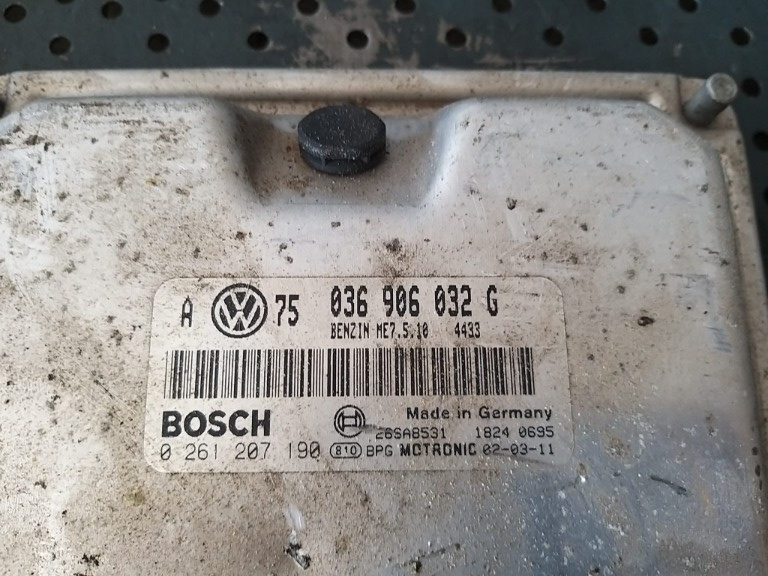 A VW 75 036 906 032 G
BENZIN ME7.5.10 4433
BOSCH Made in Germany
26SA8531 1824 0695
0 261 207 190 810 BPG MOTRONIC 02-03-11